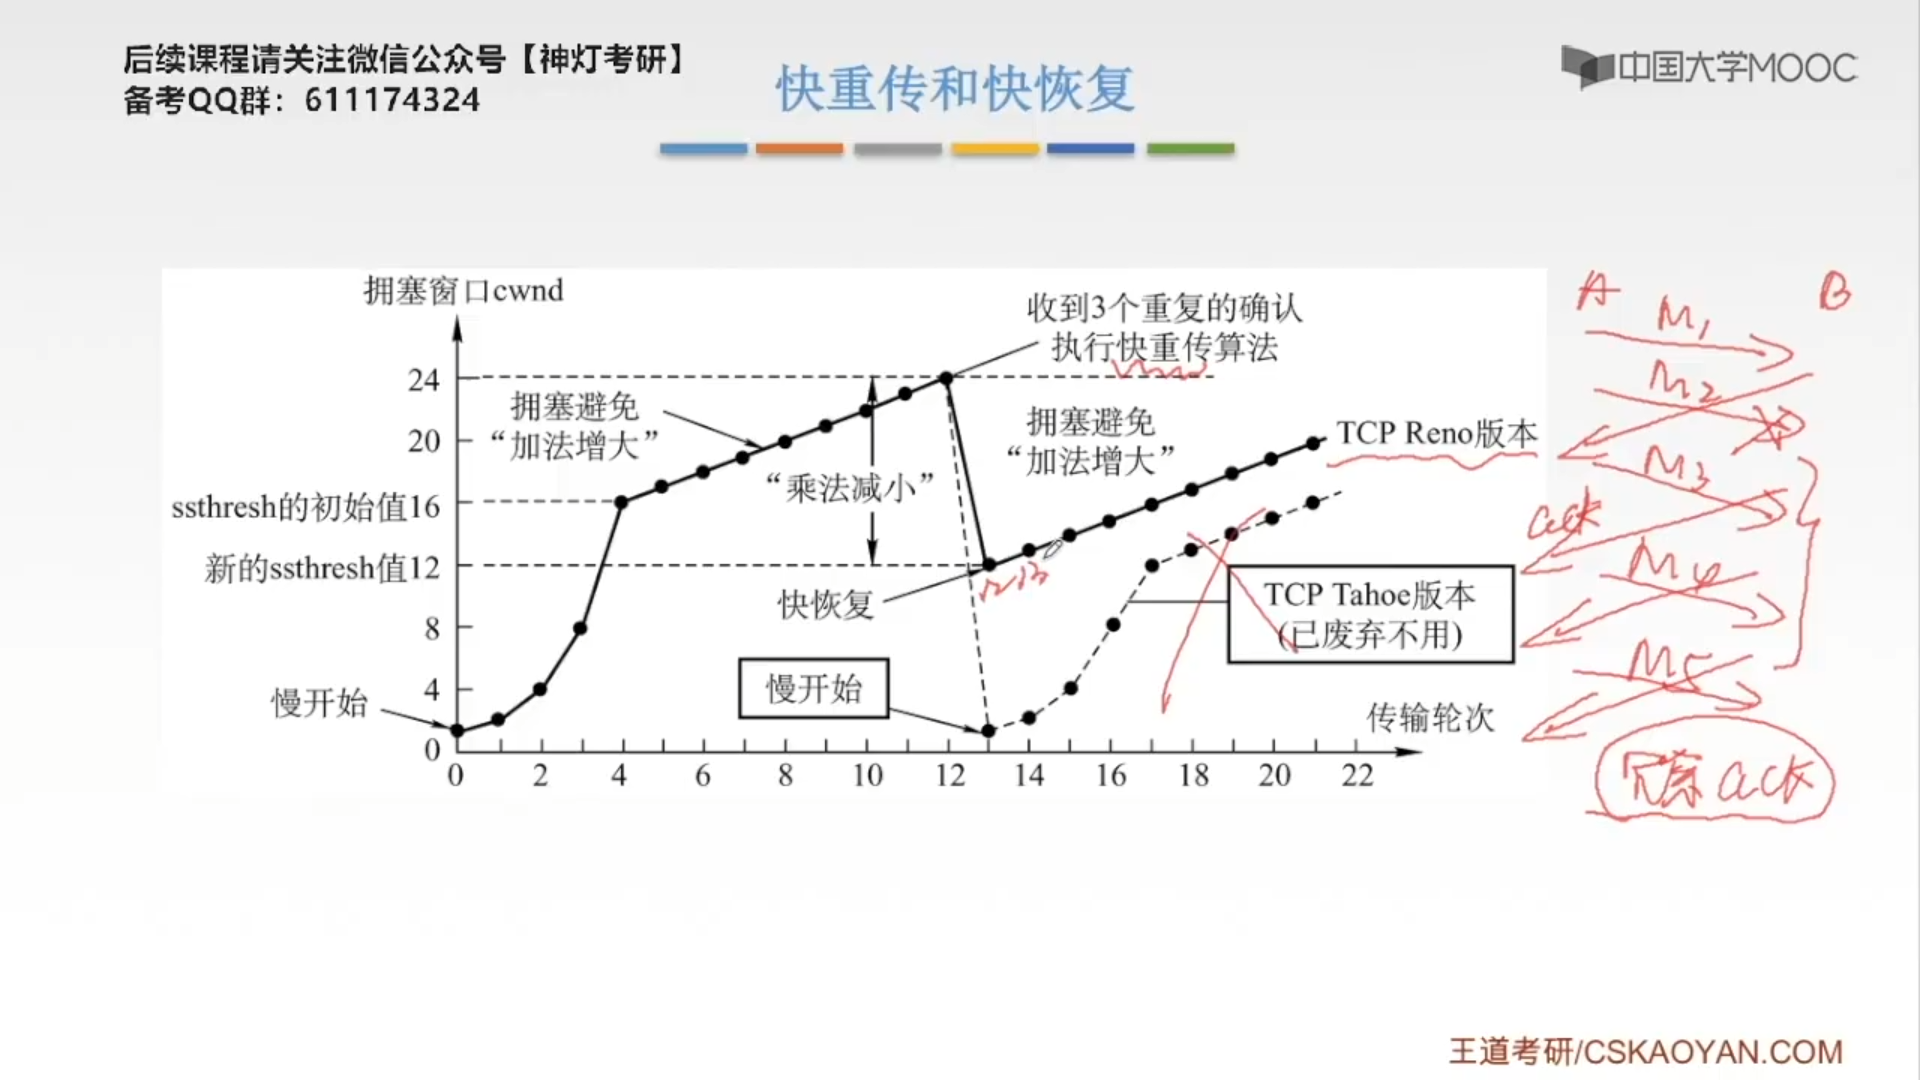 后续课程请关注微信公众号【神灯考研】
备考QQ群：611174324
快重传和快恢复
中国大学MOOC
拥塞窗口cwnd
收到3个重复的确认
执行快重传算法
24
拥塞避免
“加法增大”
20
“乘法减小”
拥塞避免
“加法增大”
TCP Reno版本
ssthresh的初始值16
新的ssthresh值12
快恢复
12 13
TCP Tahoe版本
(已废弃不用)
8
慢开始
4
慢开始
传输轮次
0
0 2 4 6 8 10 12 14 16 18 20 22
A B
M1
M2
M3
ack
M4
M5
冗余ack
王道考研/CSKAOYAN.COM